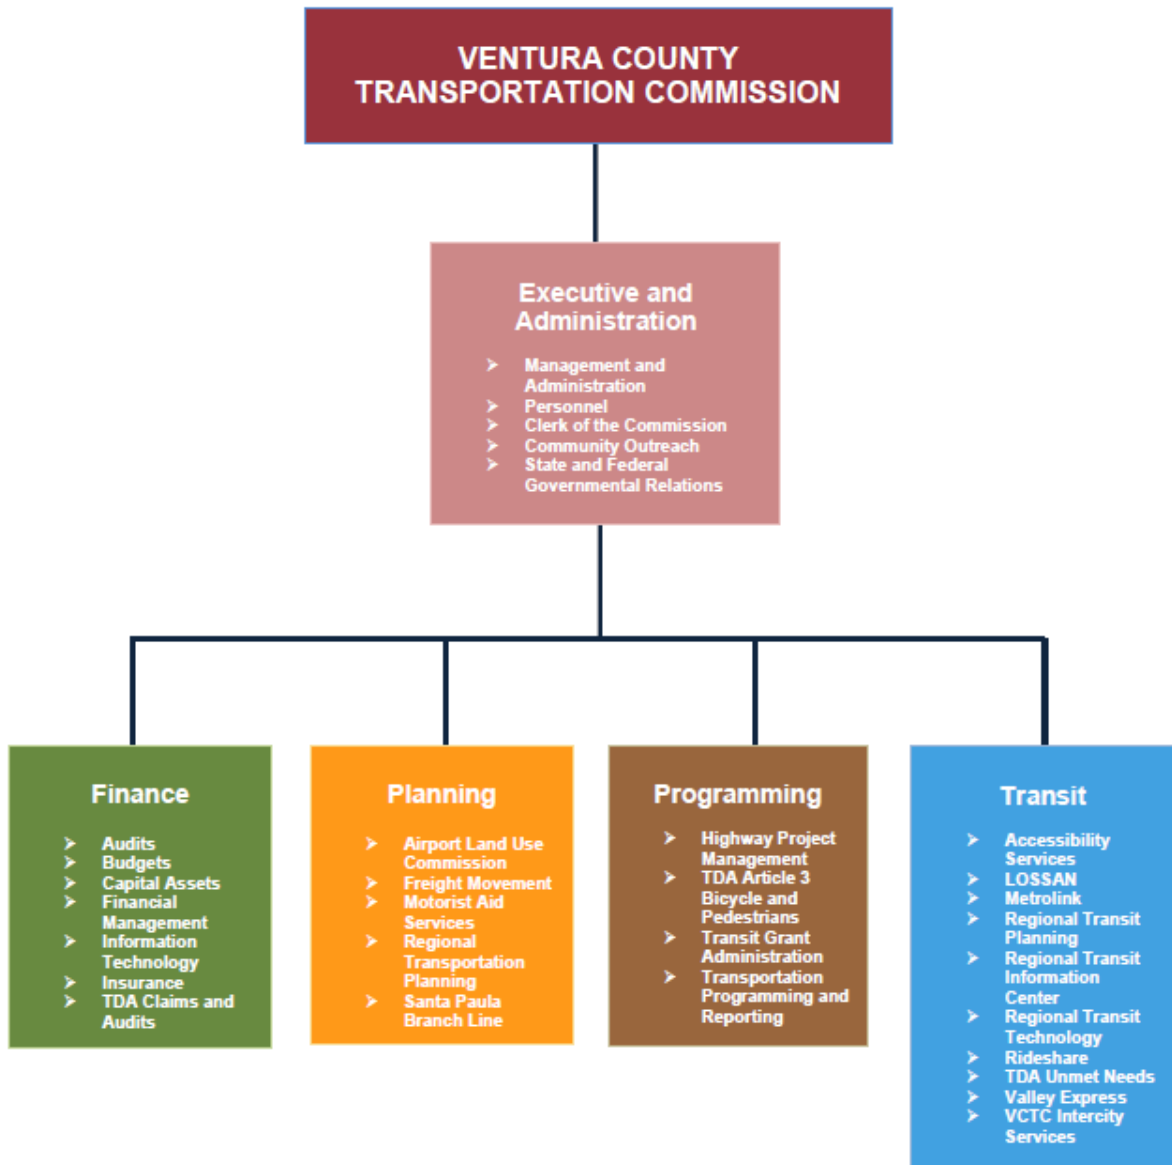 VENTURA COUNTY
TRANSPORTATION COMMISSION
Executive and
Administration
➢ Management and
Administration
➢ Personnel
➢ Clerk of the Commission
➢ Community Outreach
➢ State and Federal
Governmental Relations
Finance
➢ Audits
➢ Budgets
➢ Capital Assets
➢ Financial
Management
➢ Information
Technology
➢ Insurance
➢ TDA Claims and
Audits
Planning
➢ Airport Land Use
Commission
➢ Freight Movement
➢ Motorist Aid
Services
➢ Regional
Transportation
Planning
➢ Santa Paula
Branch Line
Programming
➢ Highway Project
Management
➢ TDA Article 3
Bicycle and
Pedestrians
➢ Transit Grant
Administration
➢ Transportation
Programming and
Reporting
Transit
➢ Accessibility
Services
➢ LOSSAN
➢ Metrolink
➢ Regional Transit
Planning
➢ Regional Transit
Information
Center
➢ Regional Transit
Technology
➢ Rideshare
➢ TDA Unmet Needs
➢ Valley Express
➢ VCTC Intercity
Services